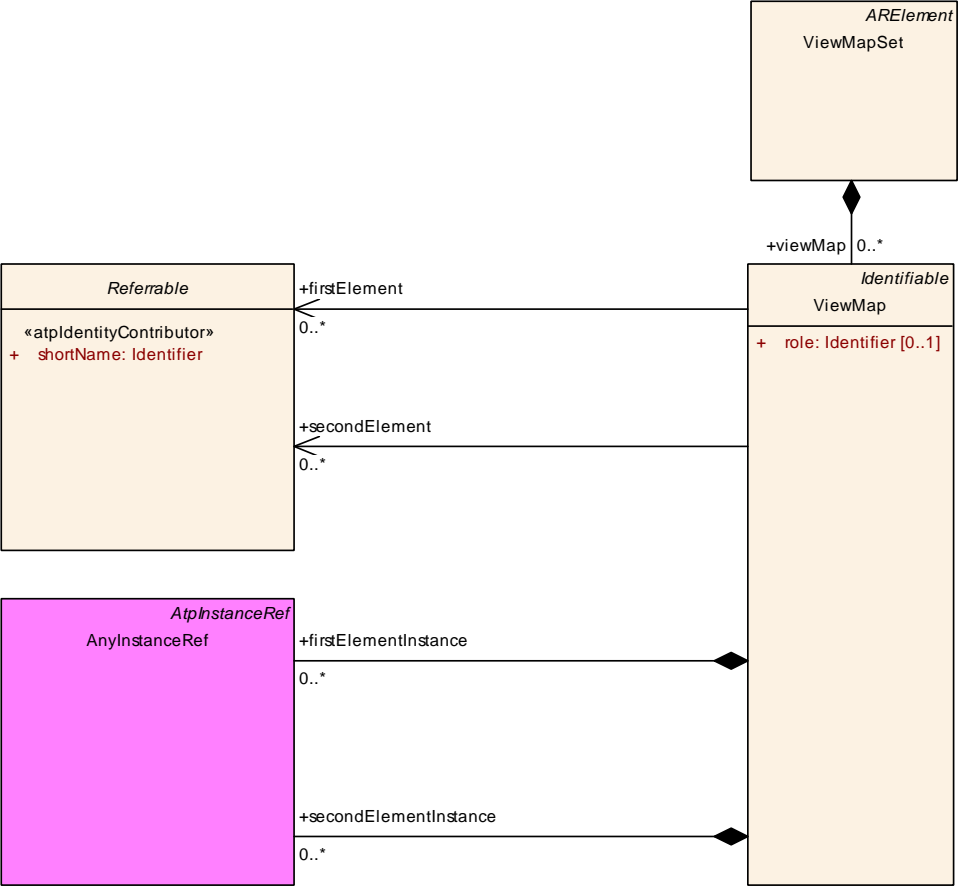 ARElement
ViewMapSet
+viewMap 0..*
Referrable
«atpIdentityContributor»
+ shortName: Identifier
+firstElement
0..*
+secondElement
0..*
Identifiable
ViewMap
+ role: Identifier [0..1]
AtpInstanceRef
AnyInstanceRef
+firstElementInstance
0..*
+secondElementInstance
0..*